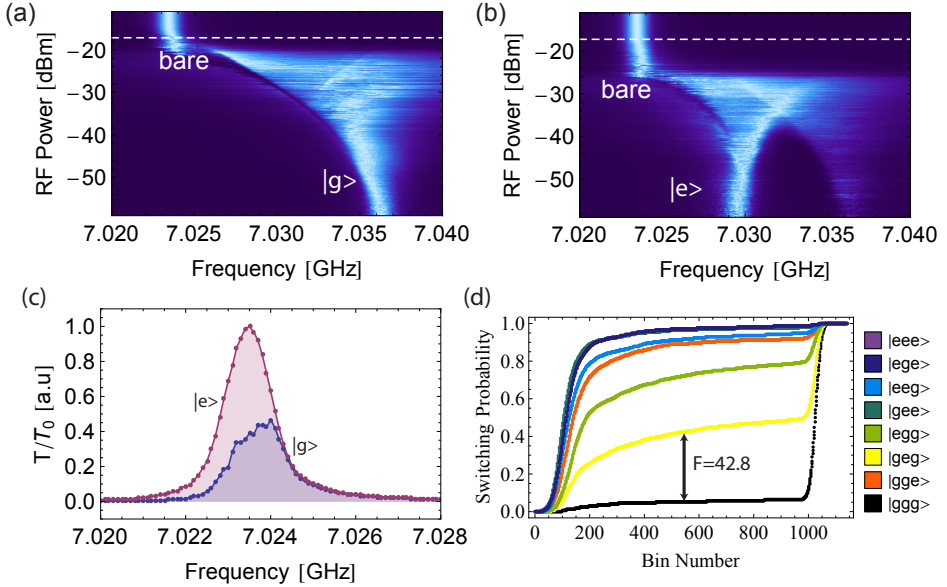 (a)
RF Power [dBm]
−20
−30
−40
−50
bare
|g>
7.020 7.025 7.030 7.035 7.040
Frequency [GHz]
(b)
RF Power [dBm]
−20
−30
−40
−50
bare
|e>
7.020 7.025 7.030 7.035 7.040
Frequency [GHz]
(c)
T/T0 [a.u]
1.0
0.8
0.6
0.4
0.2
0.0
|e>
|g>
7.020 7.022 7.024 7.026 7.028
Frequency [GHz]
(d)
Switching Probability
1.0
0.8
0.6
0.4
0.2
0.0
F=42.8
0 200 400 600 800 1000
Bin Number
|eee>
|ege>
|eeg>
|gee>
|egg>
|geg>
|gge>
|ggg>